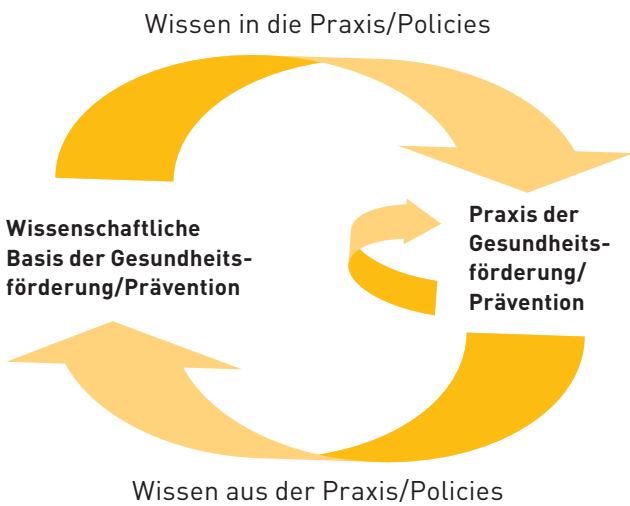 Wissen in die Praxis/Policies
Wissenschaftliche
Basis der Gesundheits-
förderung/Prävention
Praxis der
Gesundheits-
förderung/
Prävention
Wissen aus der Praxis/Policies